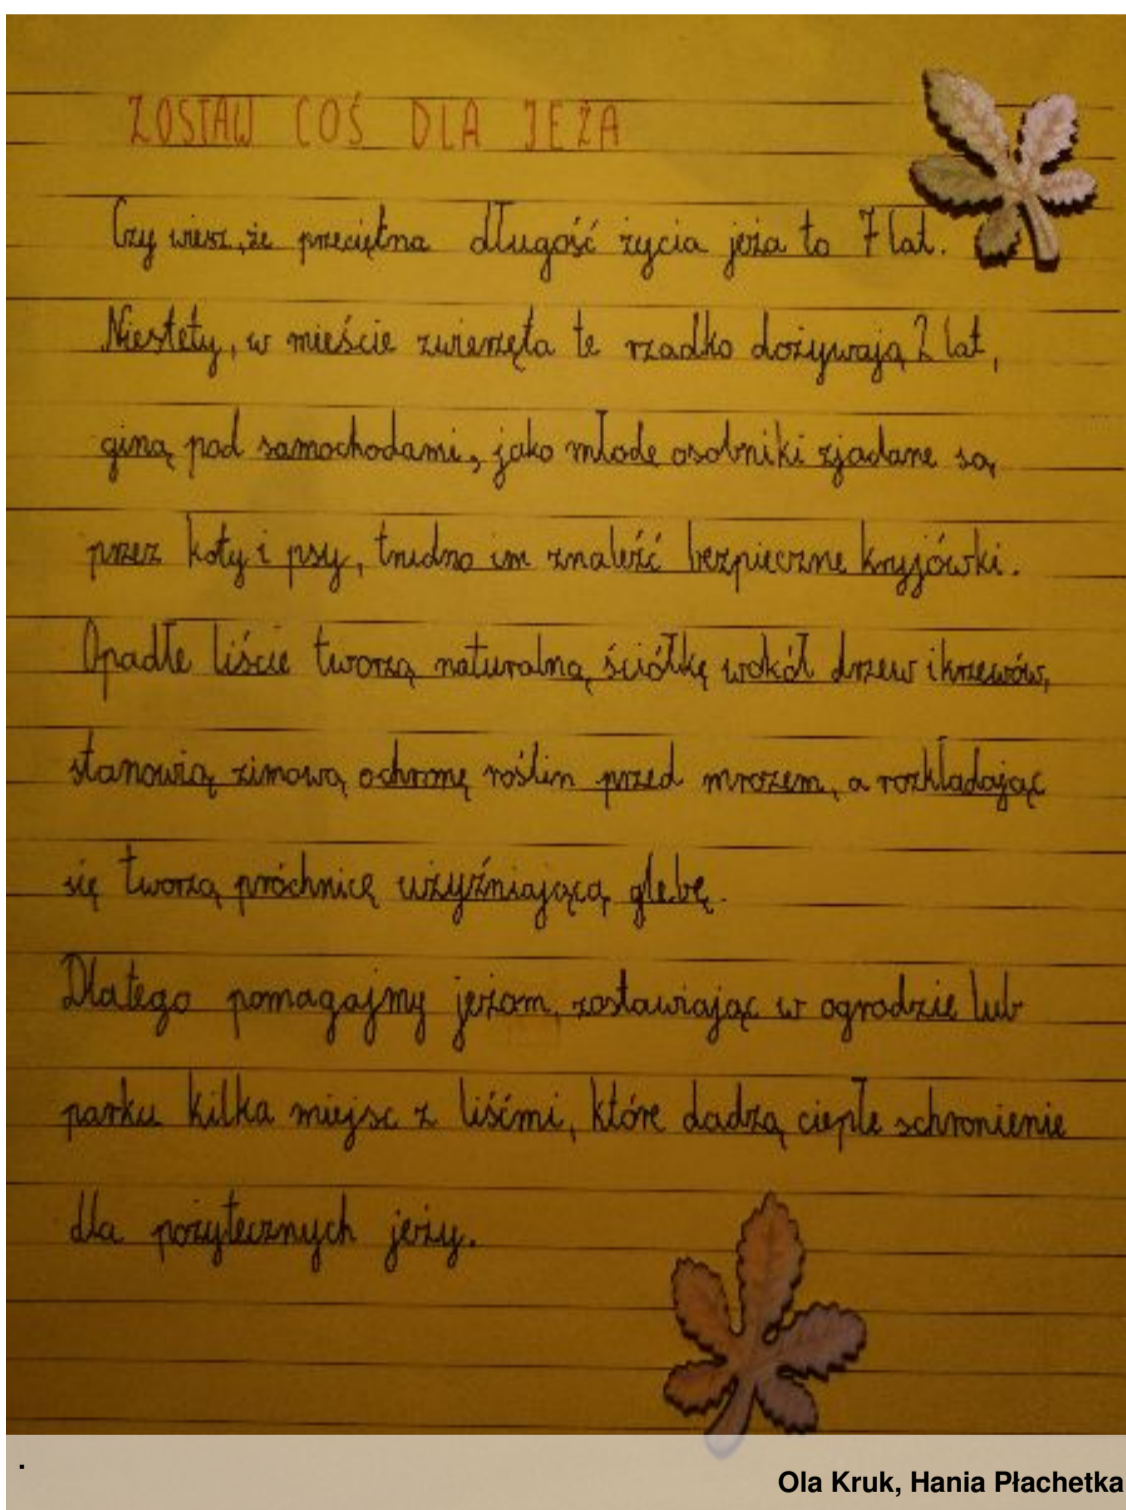 ZOSTAW COŚ DLA JEŻA
Czy wiesz, że przeciętna długość życia jeża to 7 lat.
Niestety, w mieście zwierzęta te rzadko dożywają 2 lat,
giną pod samochodami, jako młode osobniki zjadane są
przez koty i psy, trudno im znaleźć bezpieczne kryjówki.
Opadłe liście tworzą naturalną ściółkę wokół drzew i krzewów,
stanowią zimową ochronę roślin przed mrozem, a rozkładając
się tworzą próchnicę użyźniającą glebę.
Dlatego pomagajmy jeżom, zostawiając w ogrodzie lub
parku kilka miejsc z liśćmi, które dadzą ciepłe schronienie
dla pożytecznych jeży.
.
Ola Kruk, Hania Płachetka